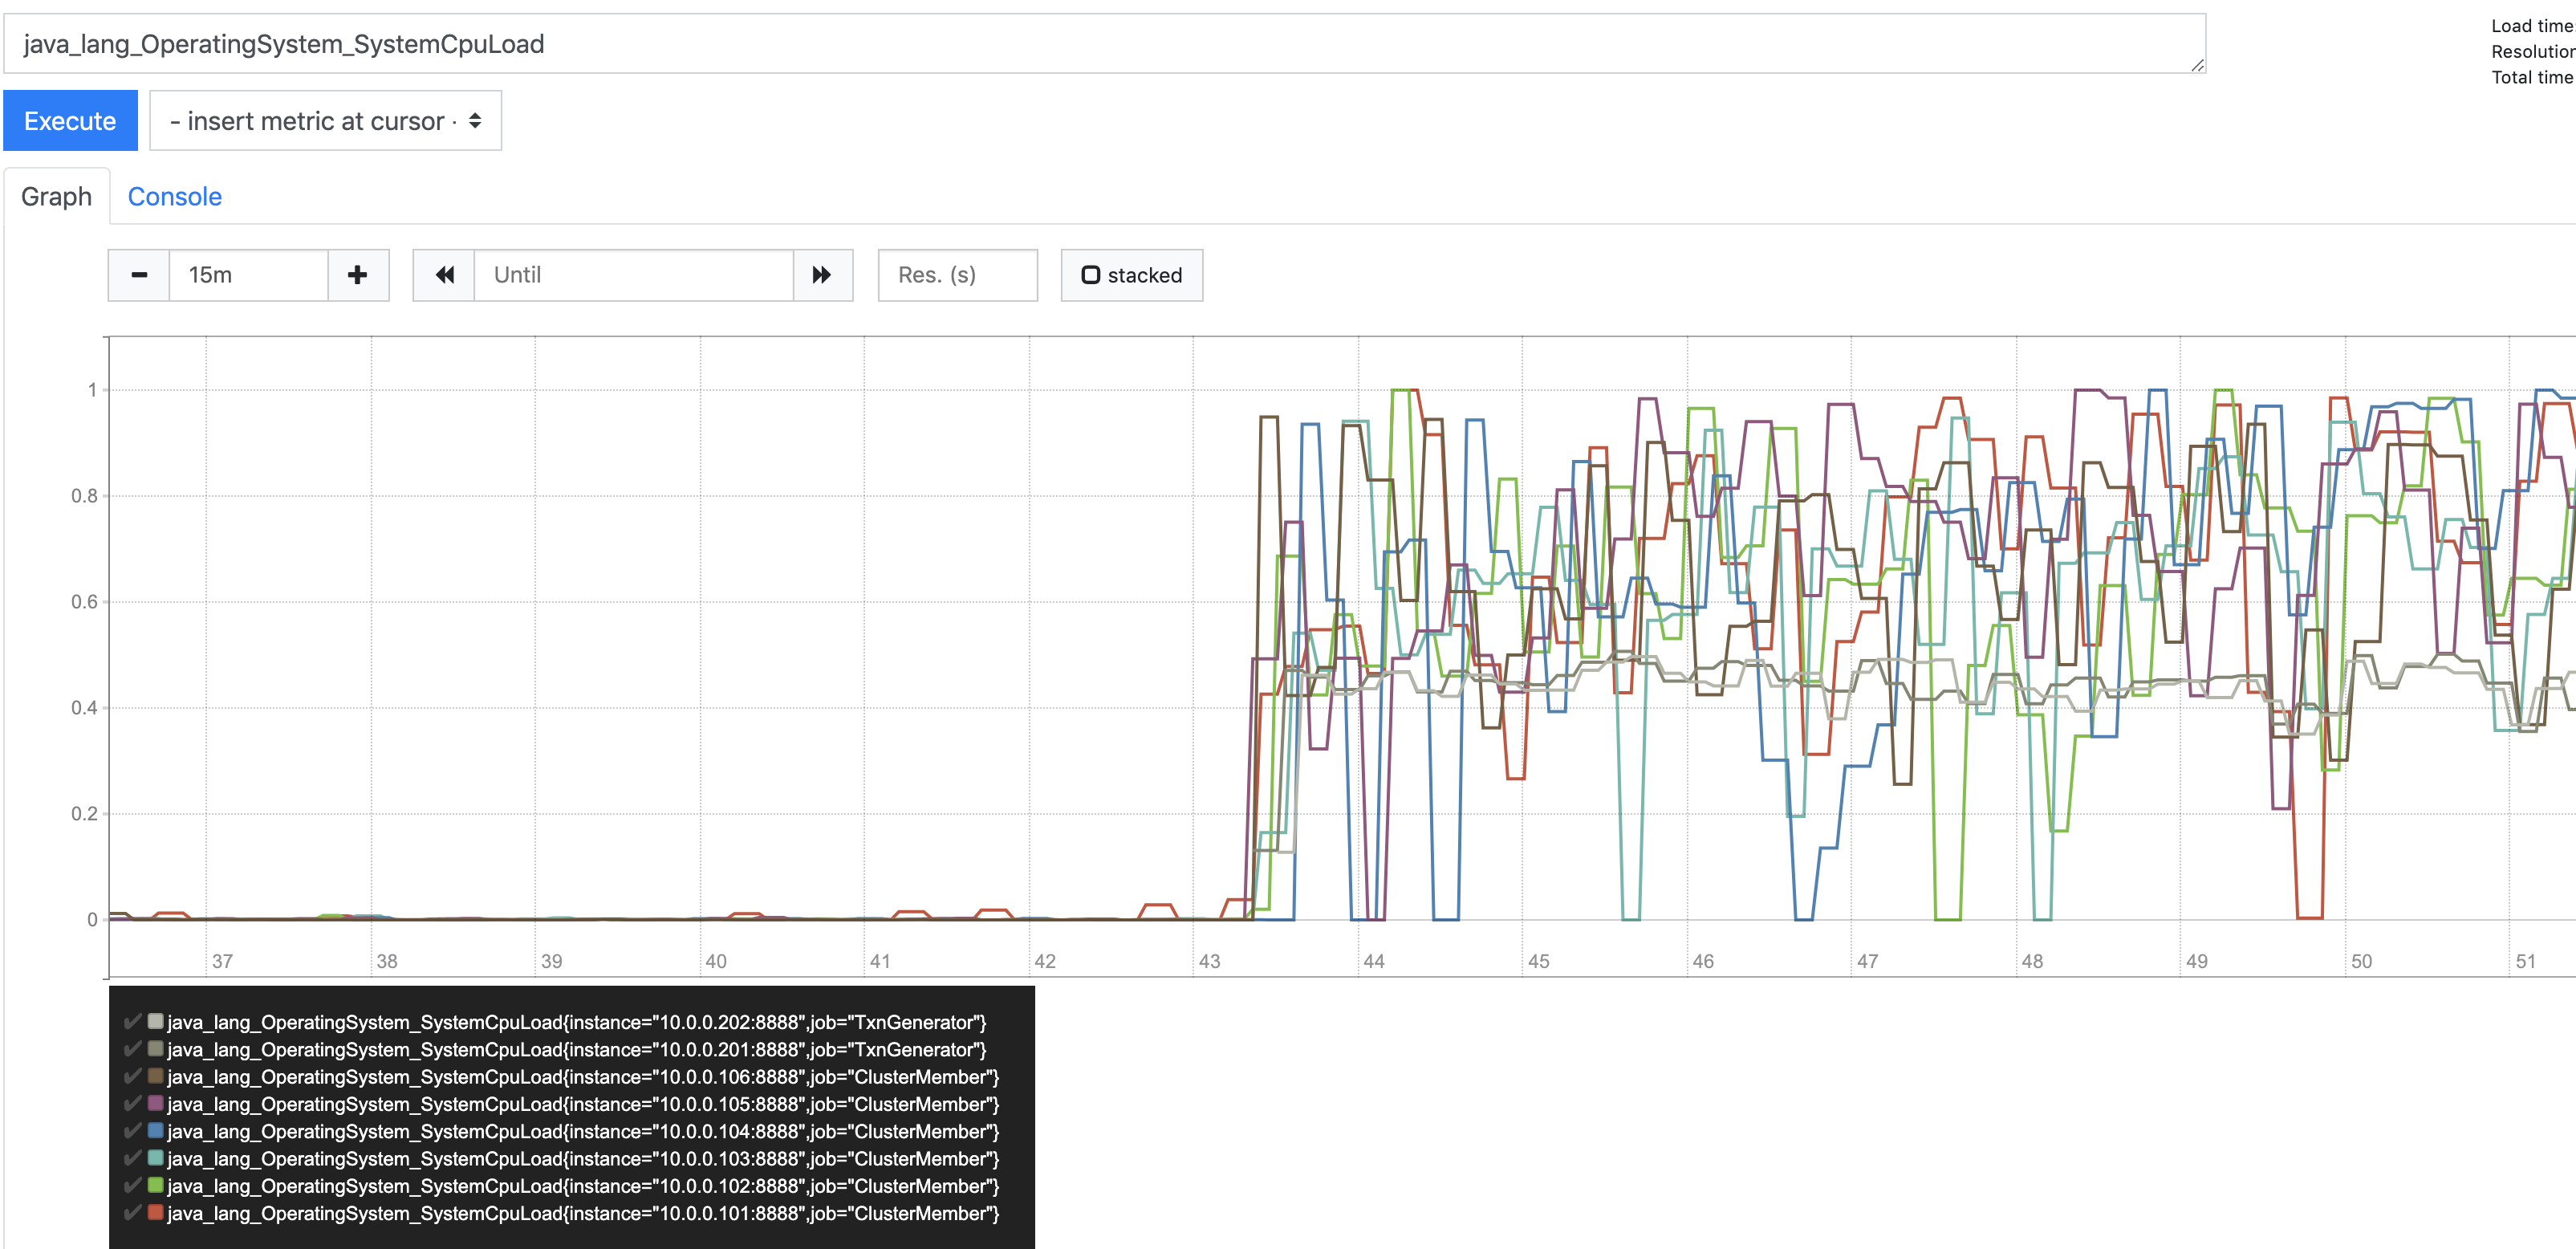 java_lang_OperatingSystem_SystemCpuLoad
Load time
Resolution
Total time
Execute
- insert metric at cursor -
Graph
Console
15m
Until
Res. (s)
stacked
1
0.8
0.6
0.4
0.2
0
37 38 39 40 41 42 43 44 45 46 47 48 49 50 51
java_lang_OperatingSystem_SystemCpuLoad{instance="10.0.0.202:8888",job="TxnGenerator"}
java_lang_OperatingSystem_SystemCpuLoad{instance="10.0.0.201:8888",job="TxnGenerator"}
java_lang_OperatingSystem_SystemCpuLoad{instance="10.0.0.106:8888",job="ClusterMember"}
java_lang_OperatingSystem_SystemCpuLoad{instance="10.0.0.105:8888",job="ClusterMember"}
java_lang_OperatingSystem_SystemCpuLoad{instance="10.0.0.104:8888",job="ClusterMember"}
java_lang_OperatingSystem_SystemCpuLoad{instance="10.0.0.103:8888",job="ClusterMember"}
java_lang_OperatingSystem_SystemCpuLoad{instance="10.0.0.102:8888",job="ClusterMember"}
java_lang_OperatingSystem_SystemCpuLoad{instance="10.0.0.101:8888",job="ClusterMember"}